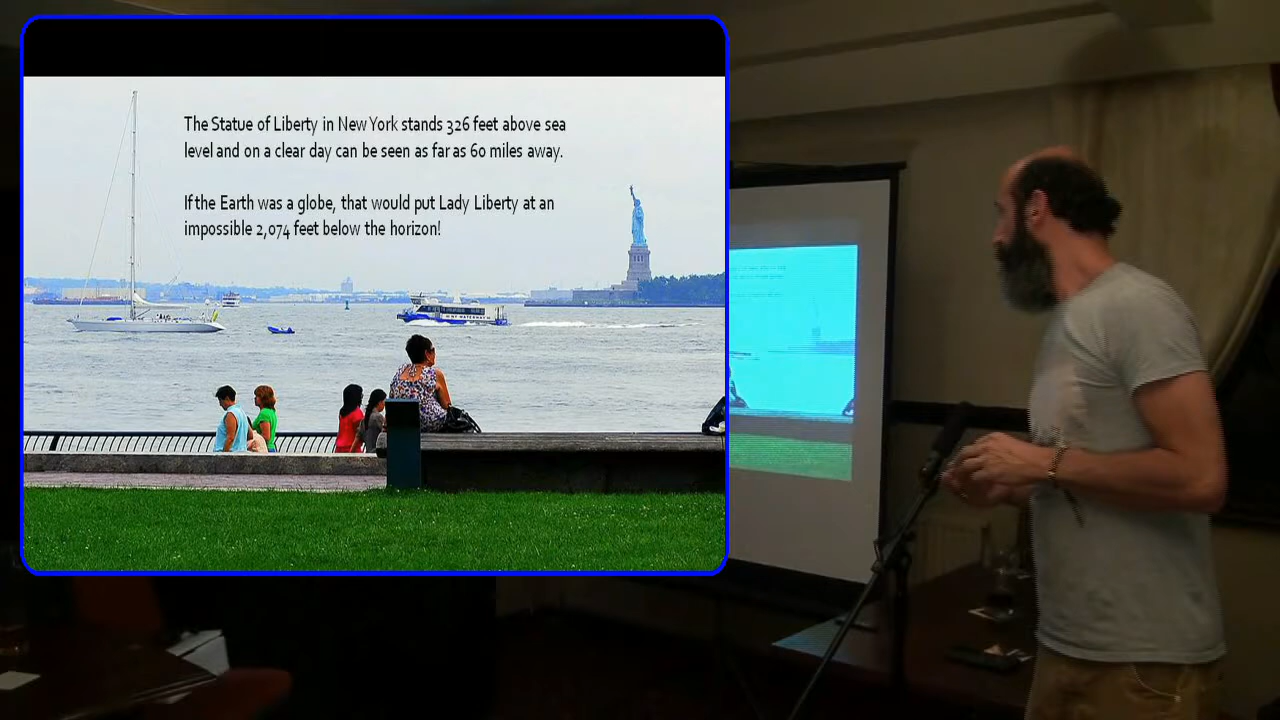 The Statue of Liberty in New York stands 326 feet above sea
level and on a clear day can be seen as far as 60 miles away.
If the Earth was a globe, that would put Lady Liberty at an
impossible 2,074 feet below the horizon!